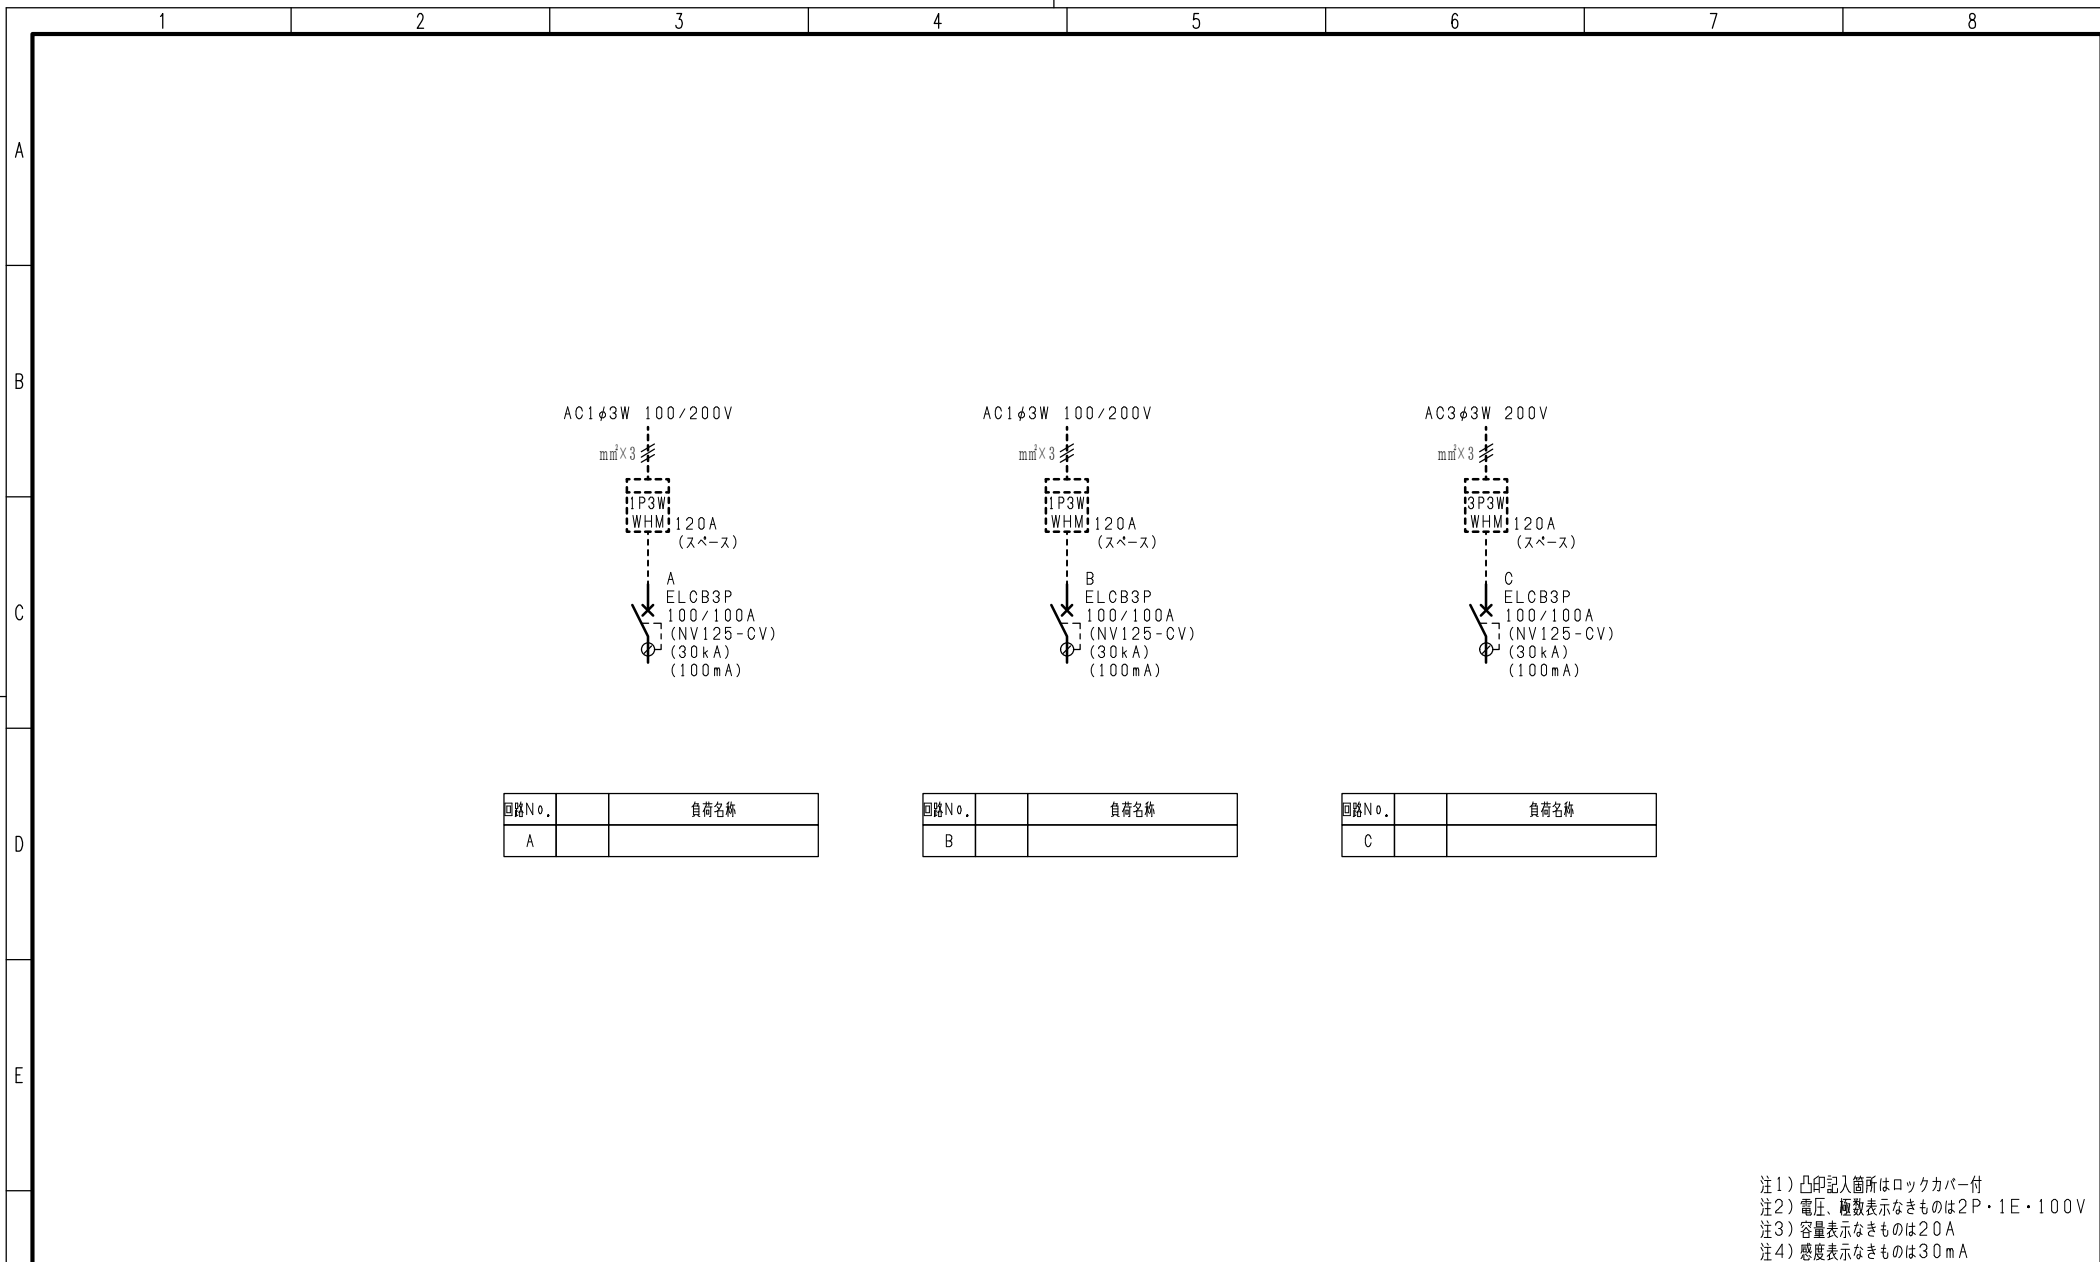 1 2 3 4 5 6 7 8
A
B
AC1φ3W 100/200V
mm²×3
1P3W
WHM
120A
(スペース)
A
ELCB3P
100/100A
(NV125-CV)
(30kA)
(100mA)
AC1φ3W 100/200V
mm²×3
1P3W
WHM
120A
(スペース)
B
ELCB3P
100/100A
(NV125-CV)
(30kA)
(100mA)
AC3φ3W 200V
mm²×3
3P3W
WHM
120A
(スペース)
C
ELCB3P
100/100A
(NV125-CV)
(30kA)
(100mA)
C
回路No. 負荷名称
A
回路No. 負荷名称
B
回路No. 負荷名称
C
D
E
注1)凸印記入箇所はロックカバー付
注2)電圧、極数表示なきものは2P・1E・100V
注3)容量表示なきものは20A
注4)感度表示なきものは30mA